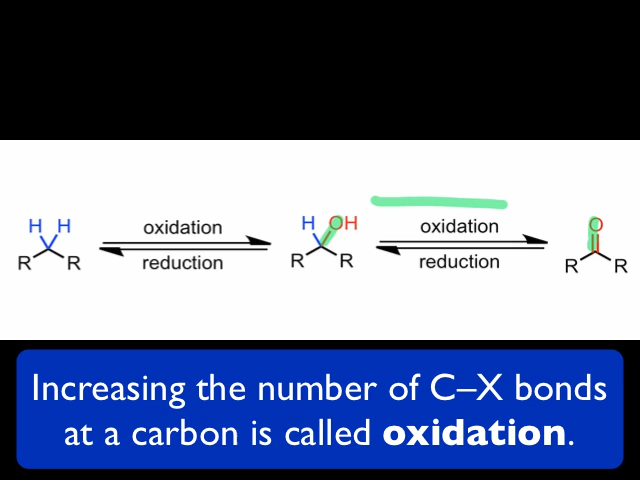 H H oxidation H OH oxidation O
R R reduction R R reduction R R
Increasing the number of C–X bonds
at a carbon is called oxidation.